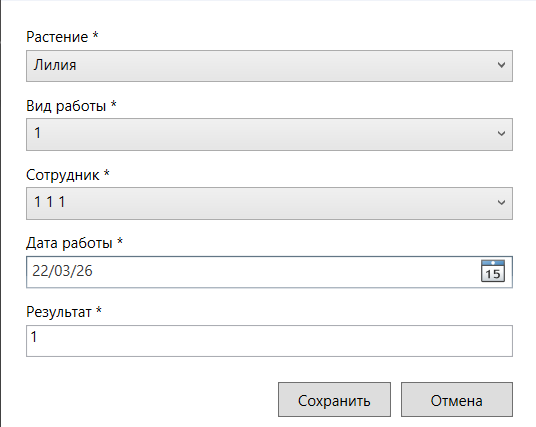 Растение *
Лилия
Вид работы *
1
Сотрудник *
1 1 1
Дата работы *
22/03/26
15
Результат *
1
Сохранить
Отмена